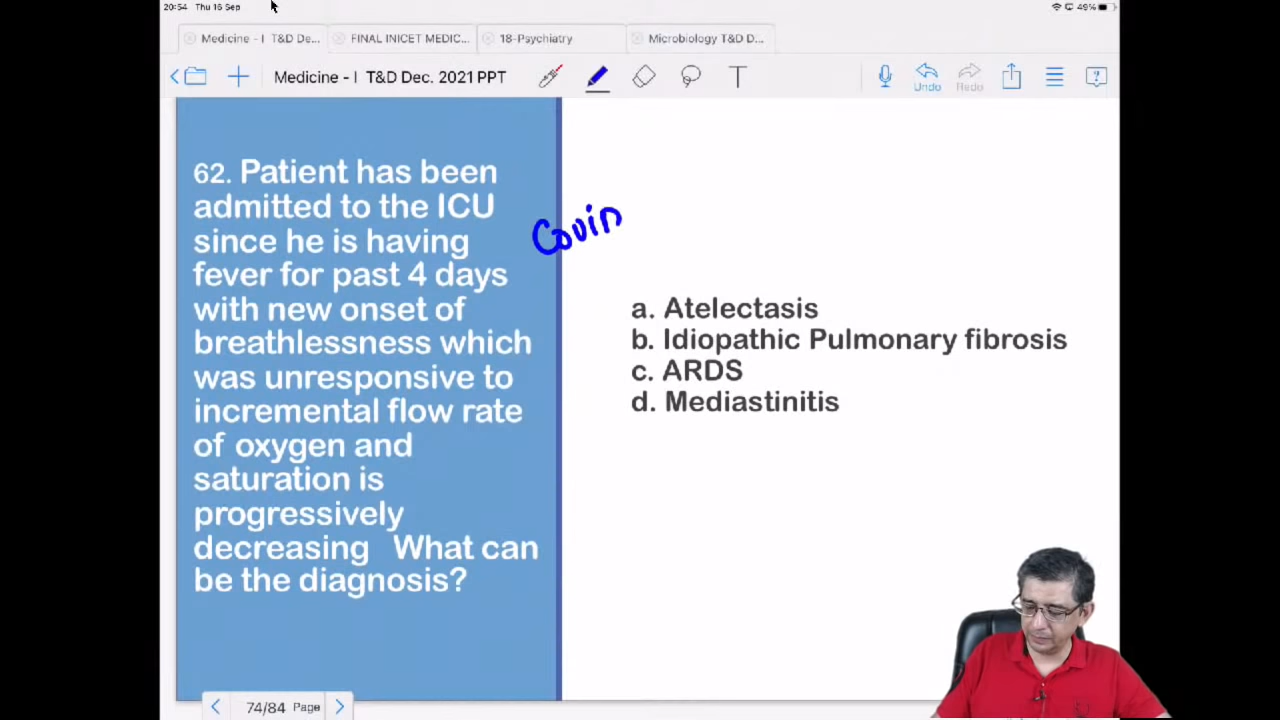 20:54 Thu 16 Sep
49%
Medicine - I T&D De...
FINAL INICET MEDIC...
18-Psychiatry
Microbiology T&D D...
Medicine - I T&D Dec. 2021 PPT
T
Undo
Redo
?
62. Patient has been
admitted to the ICU
since he is having
fever for past 4 days
with new onset of
breathlessness which
was unresponsive to
incremental flow rate
of oxygen and
saturation is
progressively
decreasing What can
be the diagnosis?
Covin
a. Atelectasis
b. Idiopathic Pulmonary fibrosis
c. ARDS
d. Mediastinitis
74/84 Page